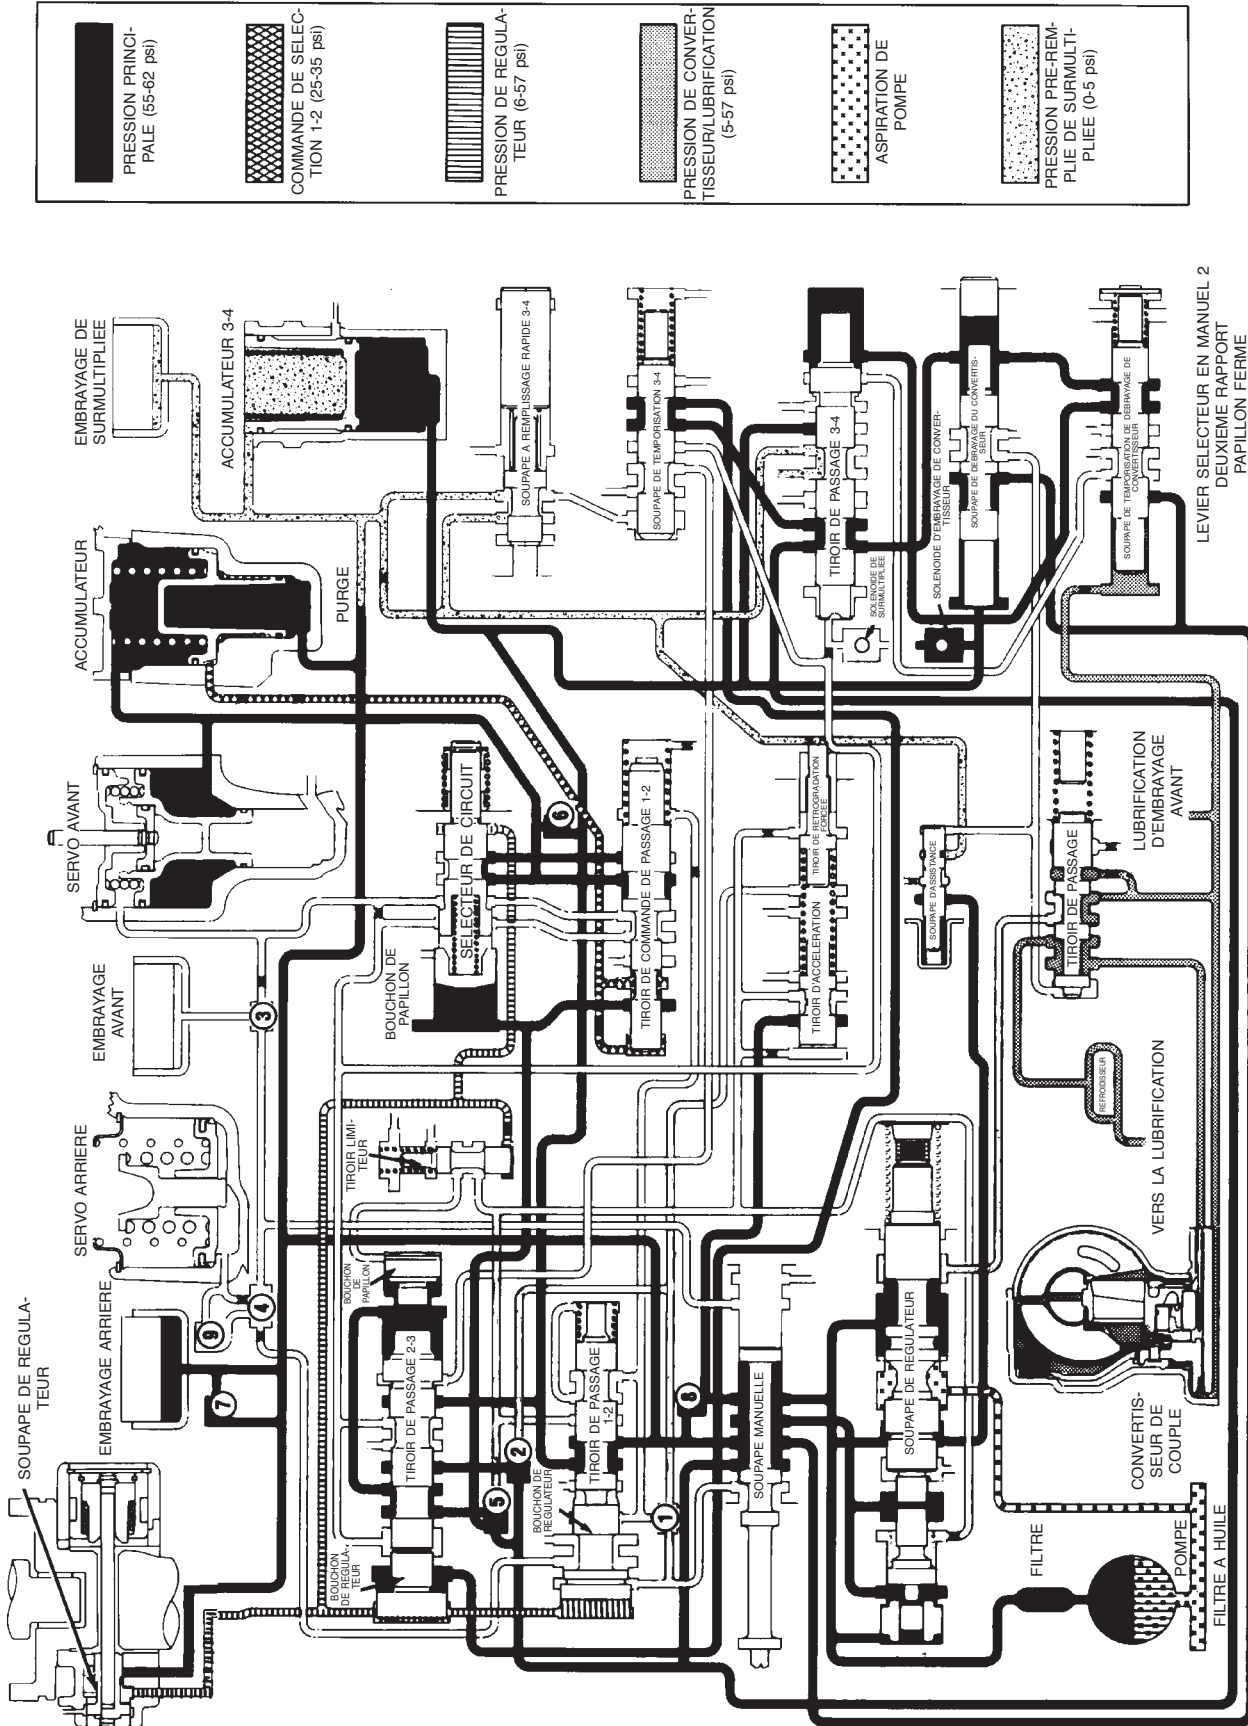 PRESSION PRINCI-
PALE (55-62 psi)
COMMANDE DE SELEC-
TION 1-2 (25-35 psi)
PRESSION DE REGULA-
TEUR (6-57 psi)
PRESSION DE CONVER-
TISSEUR/LUBRIFICATION
(5-57 psi)
ASPIRATION DE
POMPE
PRESSION PRE-REM-
PLIE DE SURMULTI-
PLIEE (0-5 psi)
SOUPAPE DE REGULA-
TEUR
EMBRAYAGE ARRIERE
SERVO ARRIERE
EMBRAYAGE
AVANT
SERVO AVANT
ACCUMULATEUR
PURGE
EMBRAYAGE DE
SURMULTIPLIEE
ACCUMULATEUR 3-4
7
9
4
3
BOUCHON
DE REGULA-
TEUR
TIROIR DE PASSAGE 2-3
BOUCHON
DE
PAPILLON
TIROIR LIMI-
TEUR
BOUCHON DE
PAPILLON
SELECTEUR DE CIRCUIT
SOUPAPE A REMPLISSAGE RAPIDE 3-4
5
2
6
BOUCHON DE
REGULATEUR
TIROIR DE PASSAGE
1-2
TIROIR DE COMMANDE DE PASSAGE 1-2
SOUPAPE DE TEMPORISATION 3-4
1
8
SOUPAPE MANUELLE
TIROIR D'ACCELERATION
TIROIR DE RETROGRADATION
FORCEE
TIROIR DE PASSAGE 3-4
SOLENOIDE DE
SURMULTIPLIEE
SOUPAPE DE REGULATEUR
SOUPAPE D'ASSISTANCE
SOLENOIDE D'EMBRAYAGE DE CONVER-
TISSEUR
SOUPAPE DE DEBRAYAGE DU CONVERTIS-
SEUR
FILTRE
POMPE
FILTRE A HUILE
CONVERTIS-
SEUR DE
COUPLE
VERS LA LUBRIFICATION
REFROIDISSEUR
TIROIR DE PASSAGE
LUBRIFICATION
D'EMBRAYAGE
AVANT
SOUPAPE DE TEMPORISATION DE DEBRAYAGE DE
CONVERTISSEUR
LEVIER SELECTEUR EN MANUEL 2
DEUXIEME RAPPORT
PAPILLON FERME